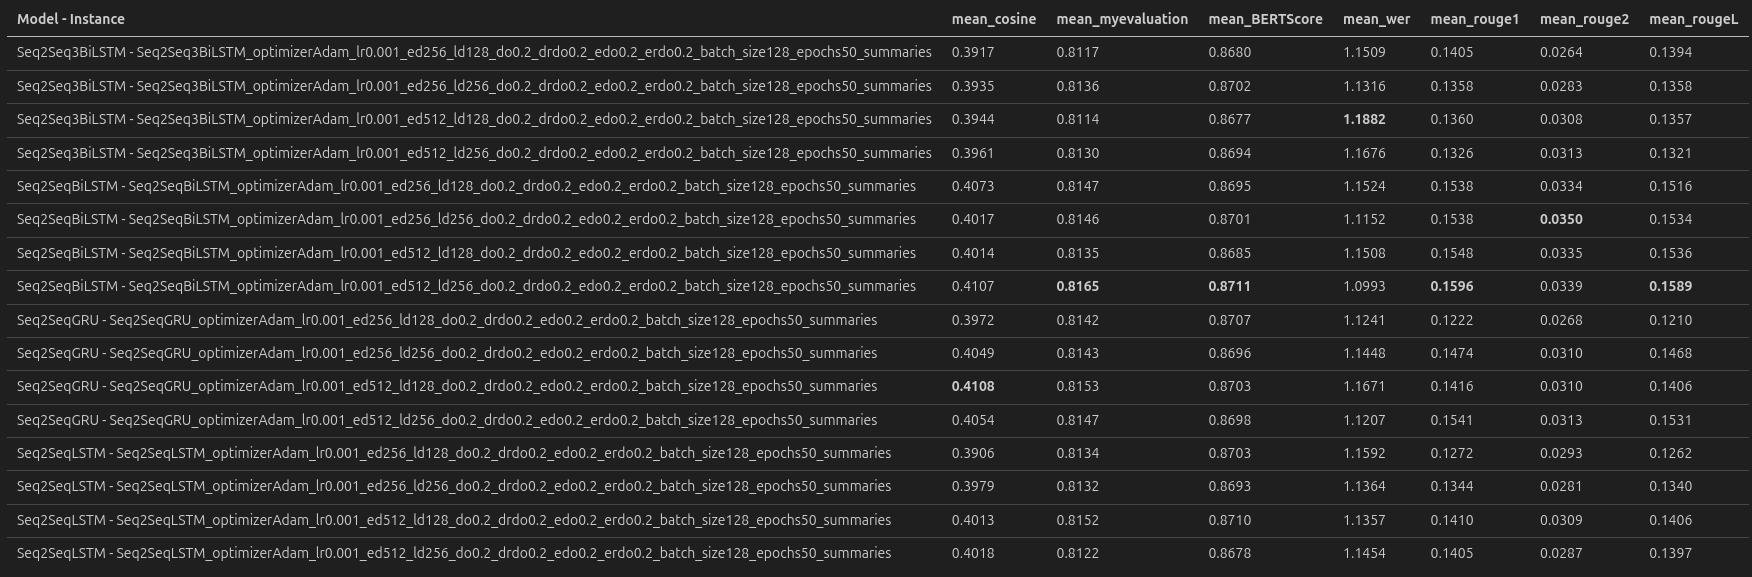 Model - Instance mean_cosine mean_myevaluation mean_BERTScore mean_wer mean_rouge1 mean_rouge2 mean_rougeL
Seq2Seq3BiLSTM - Seq2Seq3BiLSTM_optimizerAdam_lr0.001_ed256_ld128_do0.2_drdo0.2_edo0.2_erdo0.2_batch_size128_epochs50_summaries 0.3917 0.8117 0.8680 1.1509 0.1405 0.0264 0.1394
Seq2Seq3BiLSTM - Seq2Seq3BiLSTM_optimizerAdam_lr0.001_ed256_ld256_do0.2_drdo0.2_edo0.2_erdo0.2_batch_size128_epochs50_summaries 0.3935 0.8136 0.8702 1.1316 0.1358 0.0283 0.1358
Seq2Seq3BiLSTM - Seq2Seq3BiLSTM_optimizerAdam_lr0.001_ed512_ld128_do0.2_drdo0.2_edo0.2_erdo0.2_batch_size128_epochs50_summaries 0.3944 0.8114 0.8677 1.1882 0.1360 0.0308 0.1357
Seq2Seq3BiLSTM - Seq2Seq3BiLSTM_optimizerAdam_lr0.001_ed512_ld256_do0.2_drdo0.2_edo0.2_erdo0.2_batch_size128_epochs50_summaries 0.3961 0.8130 0.8694 1.1676 0.1326 0.0313 0.1321
Seq2SeqBiLSTM - Seq2SeqBiLSTM_optimizerAdam_lr0.001_ed256_ld128_do0.2_drdo0.2_edo0.2_erdo0.2_batch_size128_epochs50_summaries 0.4073 0.8147 0.8695 1.1524 0.1538 0.0334 0.1516
Seq2SeqBiLSTM - Seq2SeqBiLSTM_optimizerAdam_lr0.001_ed256_ld256_do0.2_drdo0.2_edo0.2_erdo0.2_batch_size128_epochs50_summaries 0.4017 0.8146 0.8701 1.1152 0.1538 0.0350 0.1534
Seq2SeqBiLSTM - Seq2SeqBiLSTM_optimizerAdam_lr0.001_ed512_ld128_do0.2_drdo0.2_edo0.2_erdo0.2_batch_size128_epochs50_summaries 0.4014 0.8135 0.8685 1.1508 0.1548 0.0335 0.1536
Seq2SeqBiLSTM - Seq2SeqBiLSTM_optimizerAdam_lr0.001_ed512_ld256_do0.2_drdo0.2_edo0.2_erdo0.2_batch_size128_epochs50_summaries 0.4107 0.8165 0.8711 1.0993 0.1596 0.0339 0.1589
Seq2SeqGRU - Seq2SeqGRU_optimizerAdam_lr0.001_ed256_ld128_do0.2_drdo0.2_edo0.2_erdo0.2_batch_size128_epochs50_summaries 0.3972 0.8142 0.8707 1.1241 0.1222 0.0268 0.1210
Seq2SeqGRU - Seq2SeqGRU_optimizerAdam_lr0.001_ed256_ld256_do0.2_drdo0.2_edo0.2_erdo0.2_batch_size128_epochs50_summaries 0.4049 0.8143 0.8696 1.1448 0.1474 0.0310 0.1468
Seq2SeqGRU - Seq2SeqGRU_optimizerAdam_lr0.001_ed512_ld128_do0.2_drdo0.2_edo0.2_erdo0.2_batch_size128_epochs50_summaries 0.4108 0.8153 0.8703 1.1671 0.1416 0.0310 0.1406
Seq2SeqGRU - Seq2SeqGRU_optimizerAdam_lr0.001_ed512_ld256_do0.2_drdo0.2_edo0.2_erdo0.2_batch_size128_epochs50_summaries 0.4054 0.8147 0.8698 1.1207 0.1541 0.0313 0.1531
Seq2SeqLSTM - Seq2SeqLSTM_optimizerAdam_lr0.001_ed256_ld128_do0.2_drdo0.2_edo0.2_erdo0.2_batch_size128_epochs50_summaries 0.3906 0.8134 0.8703 1.1592 0.1272 0.0293 0.1262
Seq2SeqLSTM - Seq2SeqLSTM_optimizerAdam_lr0.001_ed256_ld256_do0.2_drdo0.2_edo0.2_erdo0.2_batch_size128_epochs50_summaries 0.3979 0.8132 0.8693 1.1364 0.1344 0.0281 0.1340
Seq2SeqLSTM - Seq2SeqLSTM_optimizerAdam_lr0.001_ed512_ld128_do0.2_drdo0.2_edo0.2_erdo0.2_batch_size128_epochs50_summaries 0.4013 0.8152 0.8710 1.1357 0.1410 0.0309 0.1406
Seq2SeqLSTM - Seq2SeqLSTM_optimizerAdam_lr0.001_ed512_ld256_do0.2_drdo0.2_edo0.2_erdo0.2_batch_size128_epochs50_summaries 0.4018 0.8122 0.8678 1.1454 0.1405 0.0287 0.1397